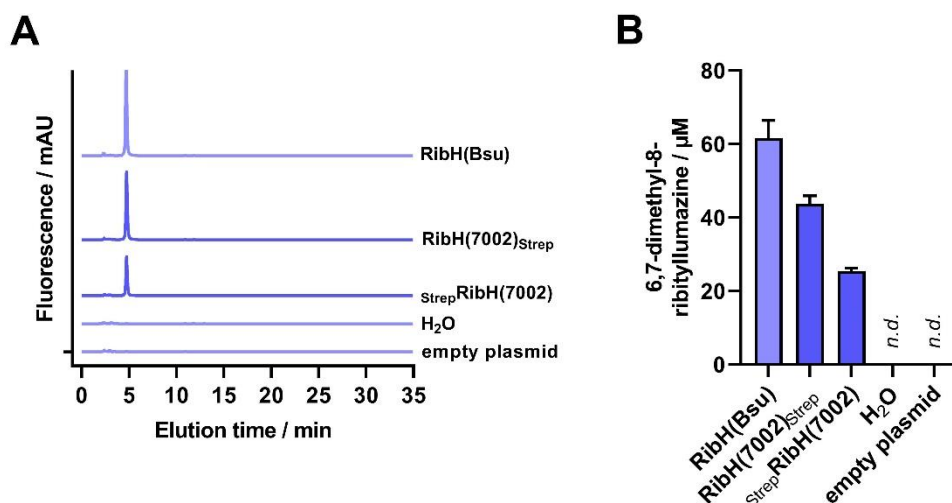 A
Fluorescence / mAU
RibH(Bsu)
RibH(7002)Strep
StrepRibH(7002)
H2O
empty plasmid
0 5 10 15 20 25 30 35
Elution time / min
B
6,7-dimethyl-8-
ribityllumazine / µM
80
60
40
20
0
n.d.
n.d.
RibH(Bsu)
RibH(7002)Strep
StrepRibH(7002)
H2O
empty plasmid